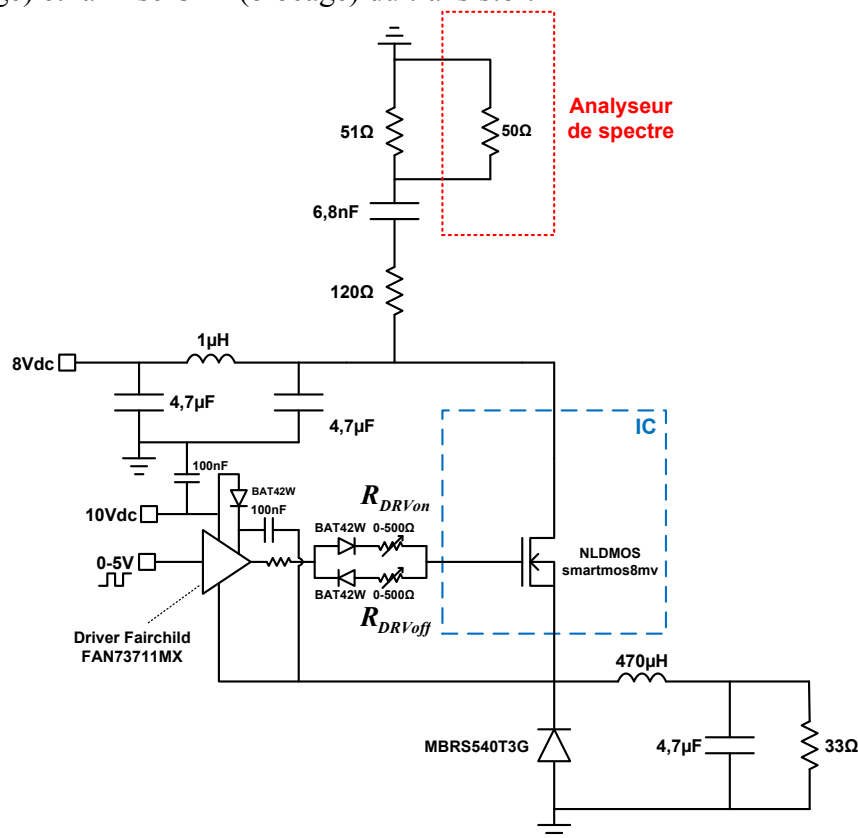 51Ω
50Ω
Analyseur
de spectre
6,8nF
120Ω
1µH
8Vdc
4,7µF
4,7µF
IC
100nF
BAT42W
100nF
10Vdc
R_DRVon
BAT42W 0-500Ω
0-5V
NLDMOS
smartmos8mv
BAT42W 0-500Ω
R_DRVoff
Driver Fairchild
FAN73711MX
470µH
MBRS540T3G
4,7µF
33Ω